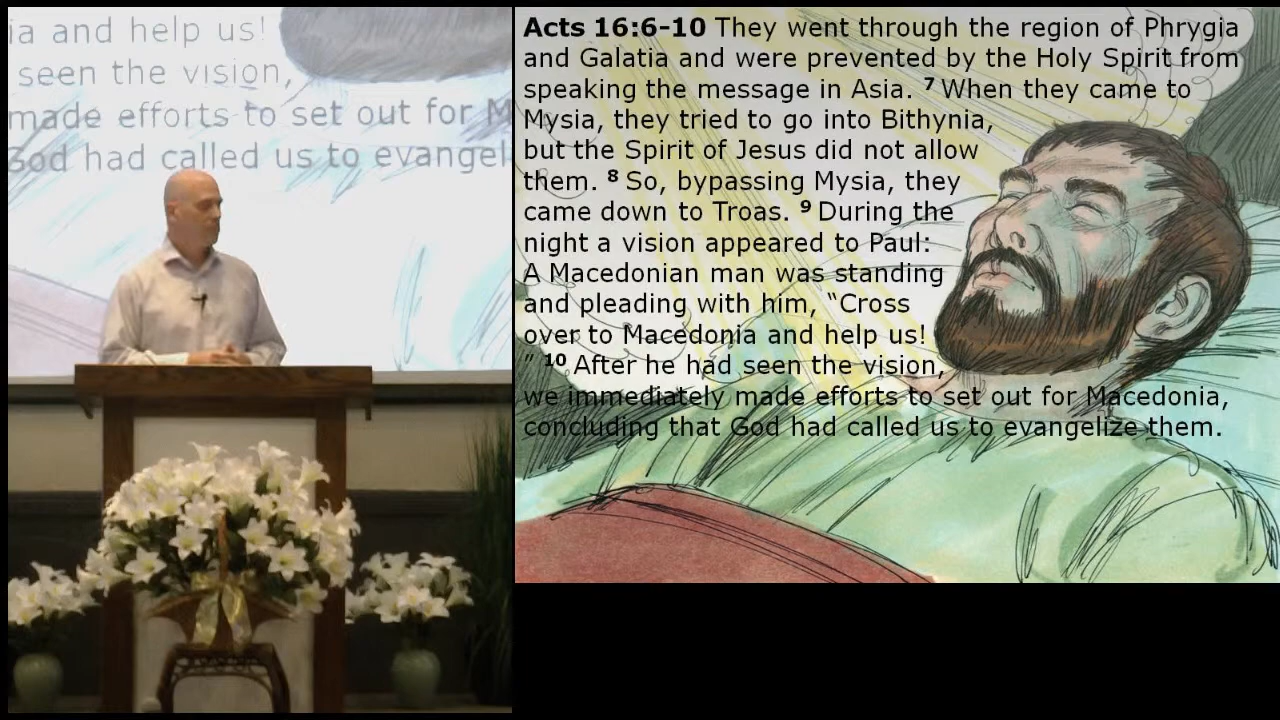 ia and help us!
seen the vision,
made efforts to set out for M
God had called us to evangel
Acts 16:6-10 They went through the region of Phrygia
and Galatia and were prevented by the Holy Spirit from
speaking the message in Asia. 7 When they came to
Mysia, they tried to go into Bithynia,
but the Spirit of Jesus did not allow
them. 8 So, bypassing Mysia, they
came down to Troas. 9 During the
night a vision appeared to Paul:
A Macedonian man was standing
and pleading with him, “Cross
over to Macedonia and help us!
” 10 After he had seen the vision,
we immediately made efforts to set out for Macedonia,
concluding that God had called us to evangelize them.